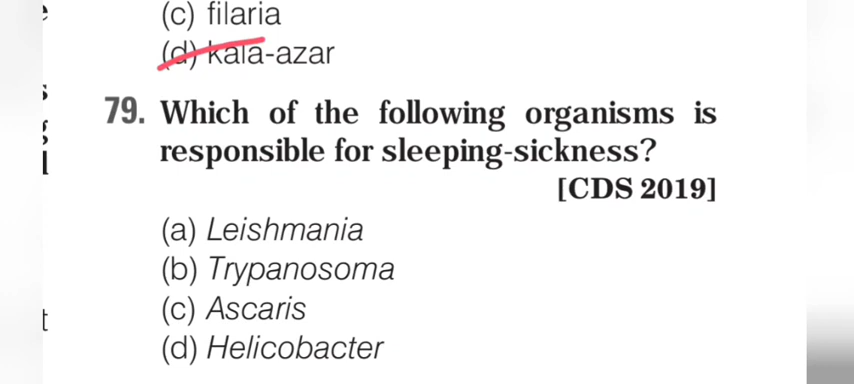 (c) filaria
(d) kala-azar
79. Which of the following organisms is
responsible for sleeping-sickness?
[CDS 2019]
(a) Leishmania
(b) Trypanosoma
(c) Ascaris
(d) Helicobacter